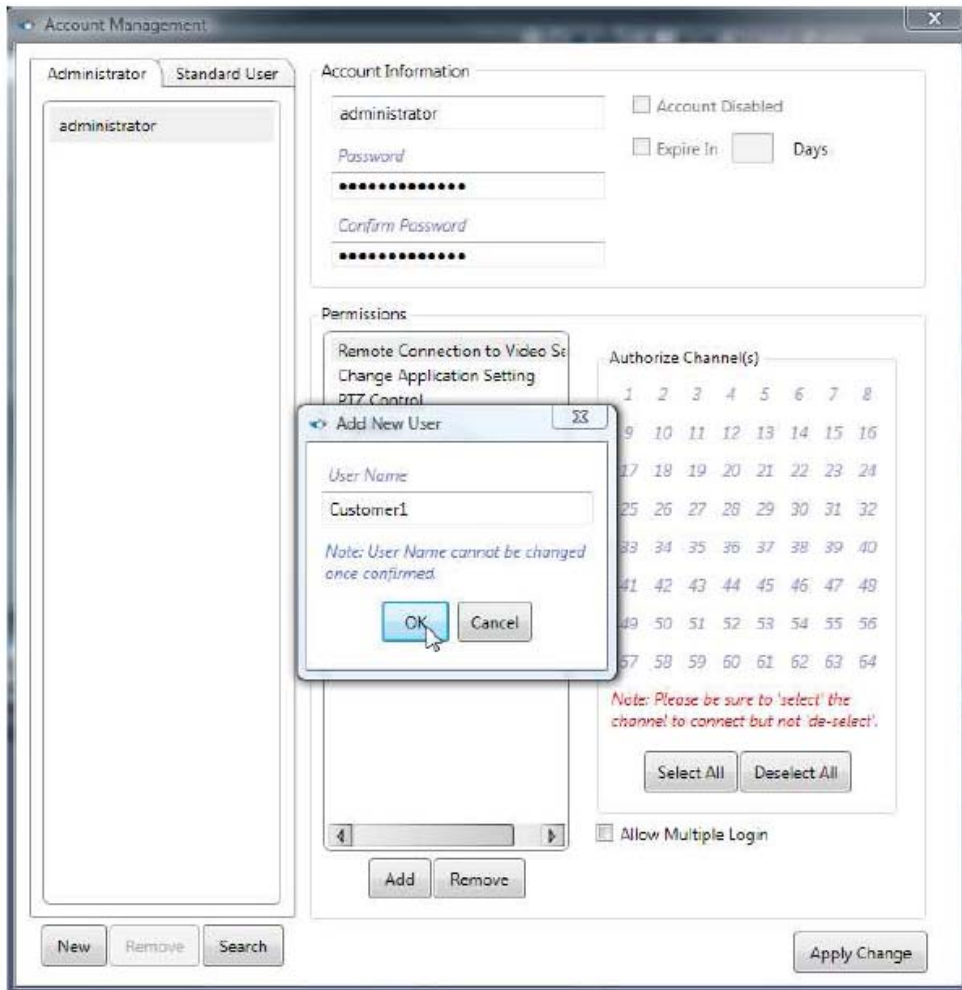 Account Management
Administrator
Standard User
administrator
New
Remove
Search
Account Information
administrator
Account Disabled
Expire In
Days
Password
•••••••••••••
Confirm Password
•••••••••••••
Permissions
Remote Connection to Video
Change Application Setting
PTZ Control
Add New User
User Name
Customer1
Note: User Name cannot be changed
once confirmed.
OK
Cancel
Add
Remove
Authorize Channel(s)
1 2 3 4 5 6 7 8
9 10 11 12 13 14 15 16
17 18 19 20 21 22 23 24
25 26 27 28 29 30 31 32
33 34 35 36 37 38 39 40
41 42 43 44 45 46 47 48
49 50 51 52 53 54 55 56
57 58 59 60 61 62 63 64
Note: Please be sure to 'select' the
channel to connect but not 'de-select'.
Select All
Deselect All
Allow Multiple Login
Apply Change